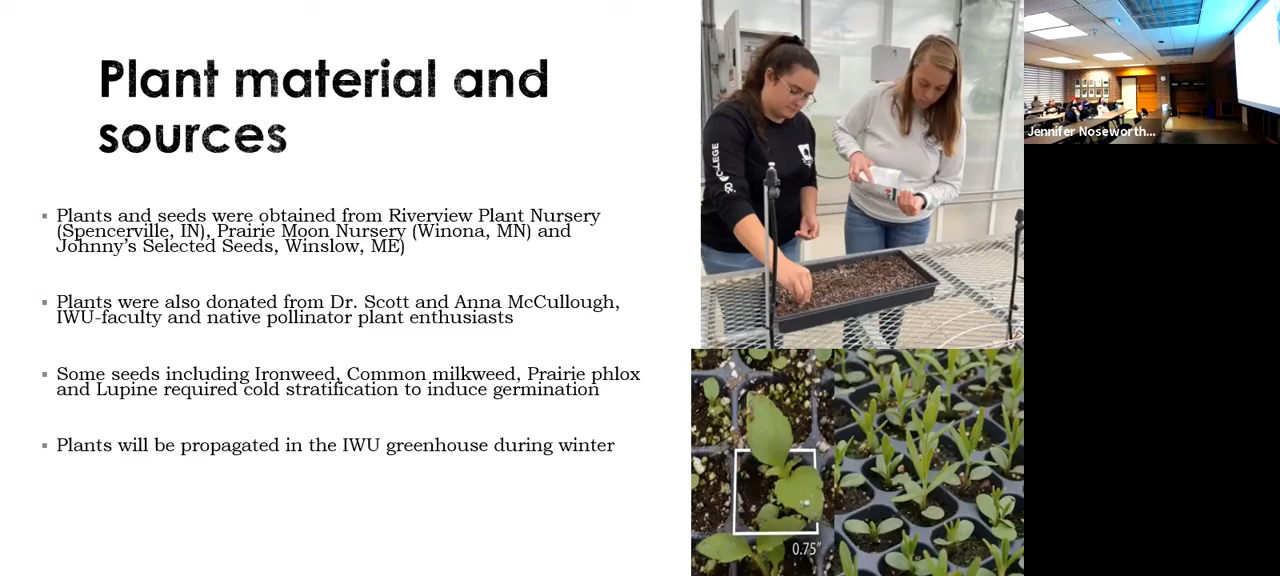 Plant material and
sources
Plants and seeds were obtained from Riverview Plant Nursery
(Spencerville, IN), Prairie Moon Nursery (Winona, MN) and
Johnny's Selected Seeds, Winslow, ME)
Plants were also donated from Dr. Scott and Anna McCullough,
IWU-faculty and native pollinator plant enthusiasts
Some seeds including Ironweed, Common milkweed, Prairie phlox
and Lupine required cold stratification to induce germination
Plants will be propagated in the IWU greenhouse during winter
0.75"
Jennifer Noseworth...